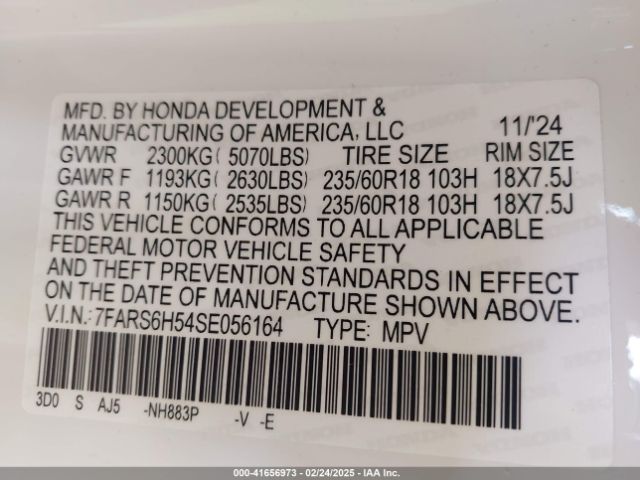 MFD. BY HONDA DEVELOPMENT &
MANUFACTURING OF AMERICA, LLC 11/'24
GVWR 2300KG( 5070LBS) TIRE SIZE RIM SIZE
GAWR F 1193KG( 2630LBS) 235/60R18 103H 18X7.5J
GAWR R 1150KG( 2535LBS) 235/60R18 103H 18X7.5J
THIS VEHICLE CONFORMS TO ALL APPLICABLE
FEDERAL MOTOR VEHICLE SAFETY
AND THEFT PREVENTION STANDARDS IN EFFECT
ON THE DATE OF MANUFACTURE SHOWN ABOVE.
V.I.N.:7FARS6H54SE056164 TYPE: MPV
3D0 S AJ5 -NH883P -V -E
000-41656973 - 02/24/2025 - IAAI.COM